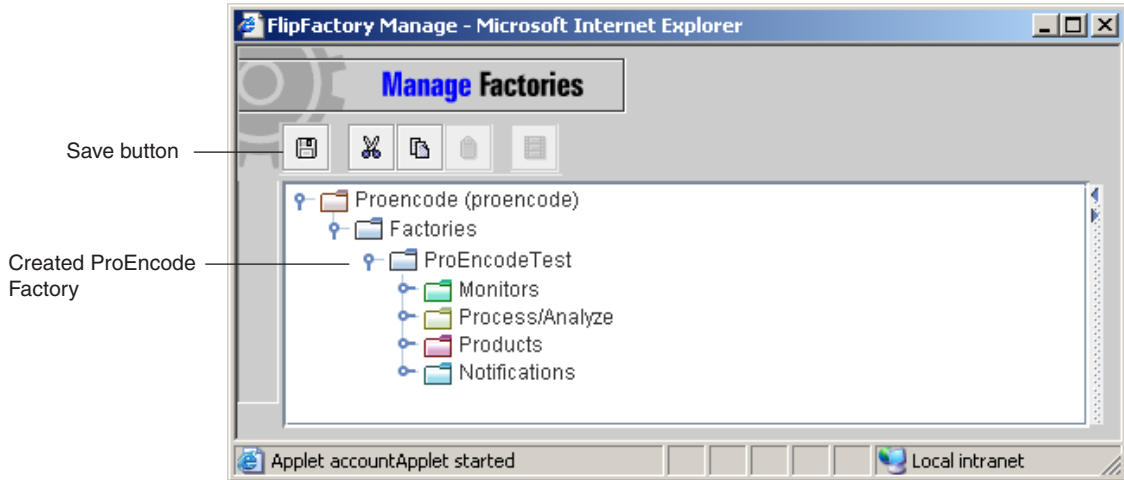 FlipFactory Manage - Microsoft Internet Explorer
Manage Factories
Save button
Proencode (proencode)
Factories
Created ProEncode
Factory
ProEncodeTest
Monitors
Process/Analyze
Products
Notifications
Applet accountApplet started
Local intranet